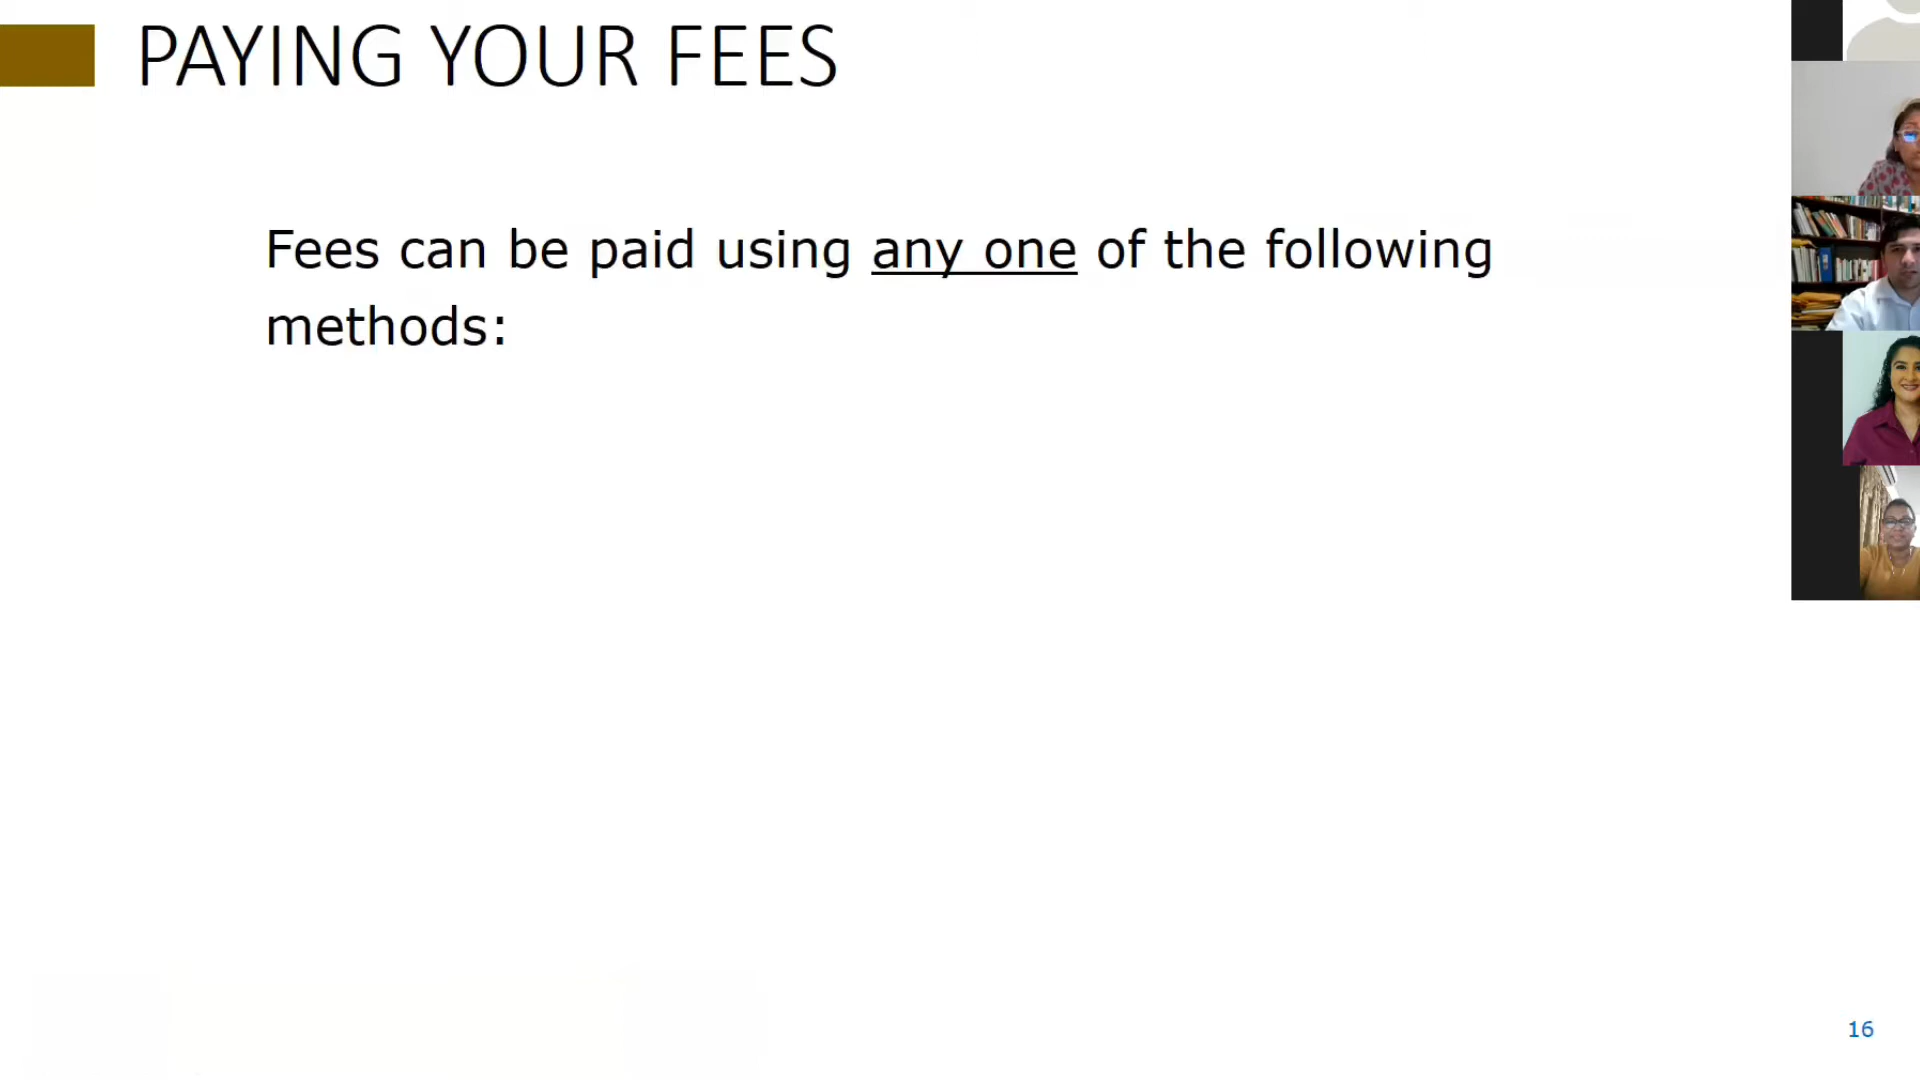 PAYING YOUR FEES
Fees can be paid using any one of the following
methods:
16